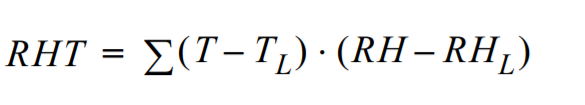 RHT = ∑(T – T_L) · (RH – RH_L)